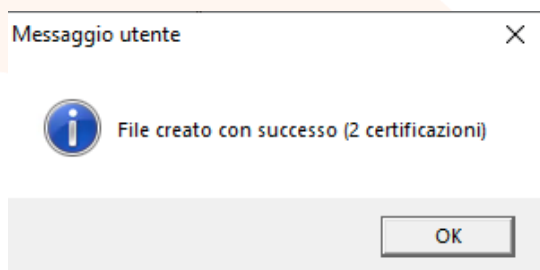 Messaggio utente
File creato con successo (2 certificazioni)
OK